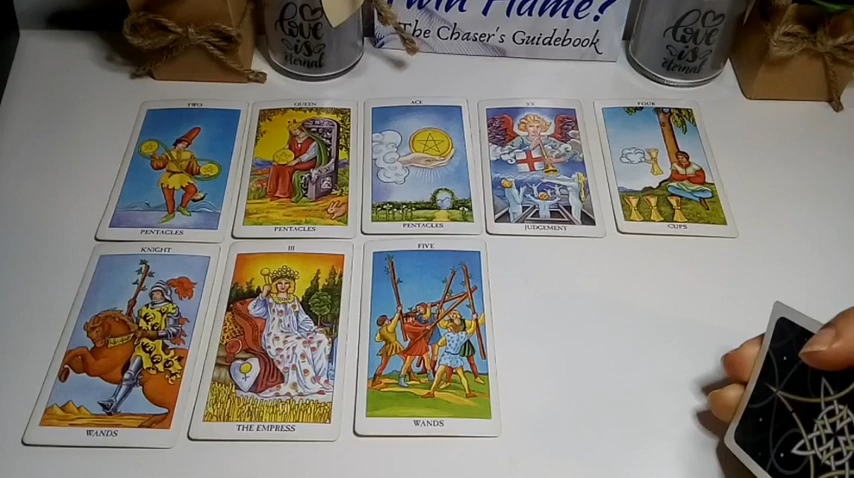 Twin Flame?
The Chaser's Guidebook
love
is
eternal
love
is
eternal
TWO
PENTACLES
QUEEN
PENTACLES
ACE
PENTACLES
XX
JUDGEMENT
FOUR
CUPS
KNIGHT
WANDS
III
THE EMPRESS
FIVE
WANDS